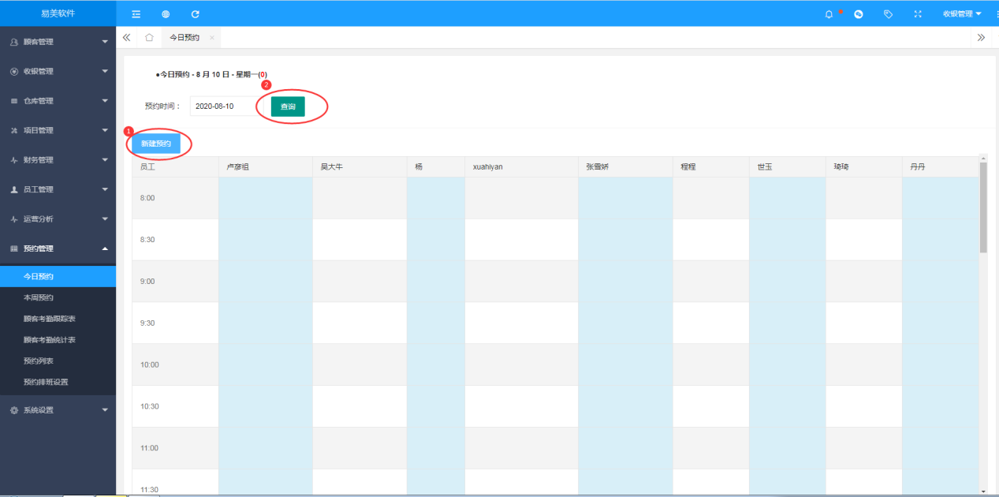 易美软件
收银管理
顾客管理
今日预约
收银管理
●今日预约 - 8 月 10 日 - 星期一(0)
2
仓库管理
预约时间：
2020-08-10
查询
项目管理
1
新建预约
财务管理
员工
卢彦祖
吴大牛
杨
xuahiyan
张雪娇
程程
世玉
琦琦
丹丹
员工管理
8:00
运营分析
8:30
预约管理
今日预约
9:00
本周预约
顾客考勤跟踪表
9:30
顾客考勤统计表
预约列表
10:00
预约排班设置
10:30
系统设置
11:00
11:30